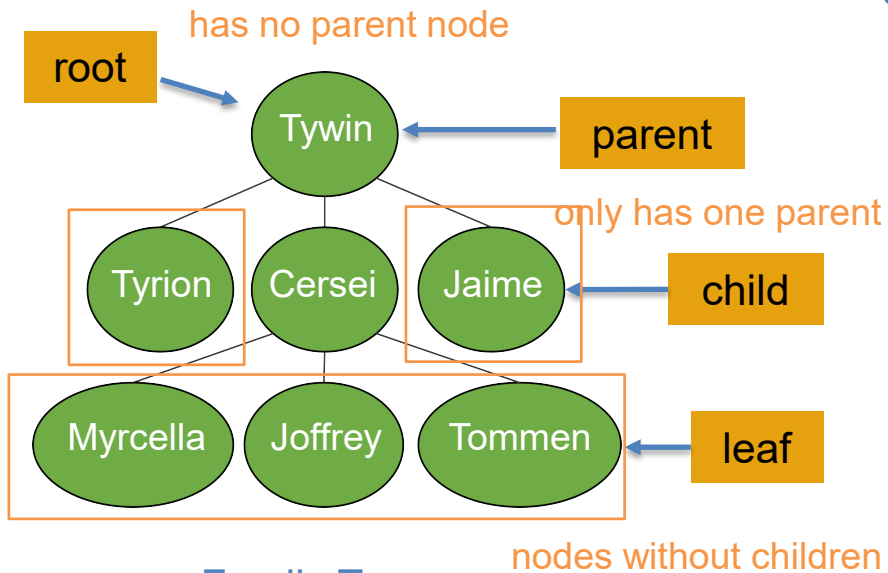 has no parent node
root
Tywin
parent
only has one parent
Tyrion
Cersei
Jaime
child
Myrcella
Joffrey
Tommen
leaf
nodes without children